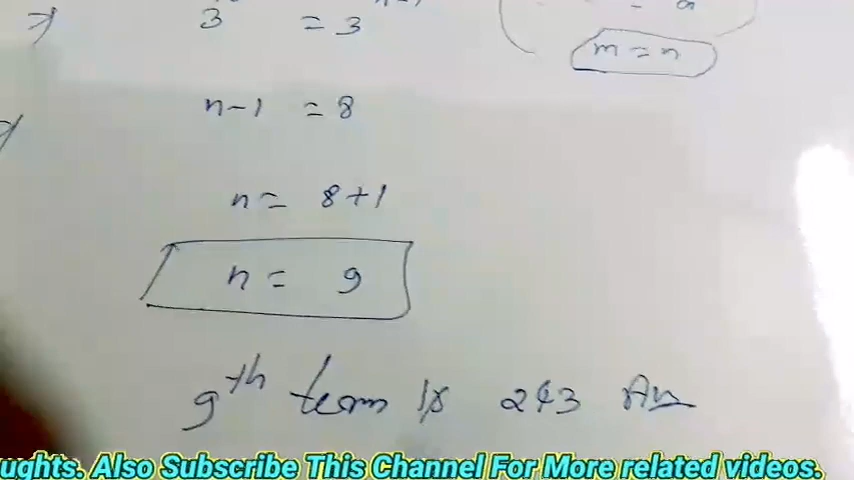 ⇒ 3 = 3
m = n
n-1 = 8
n = 8+1
n = 9
9th term is 243 Ans
ughts. Also Subscribe This Channel For More related videos.